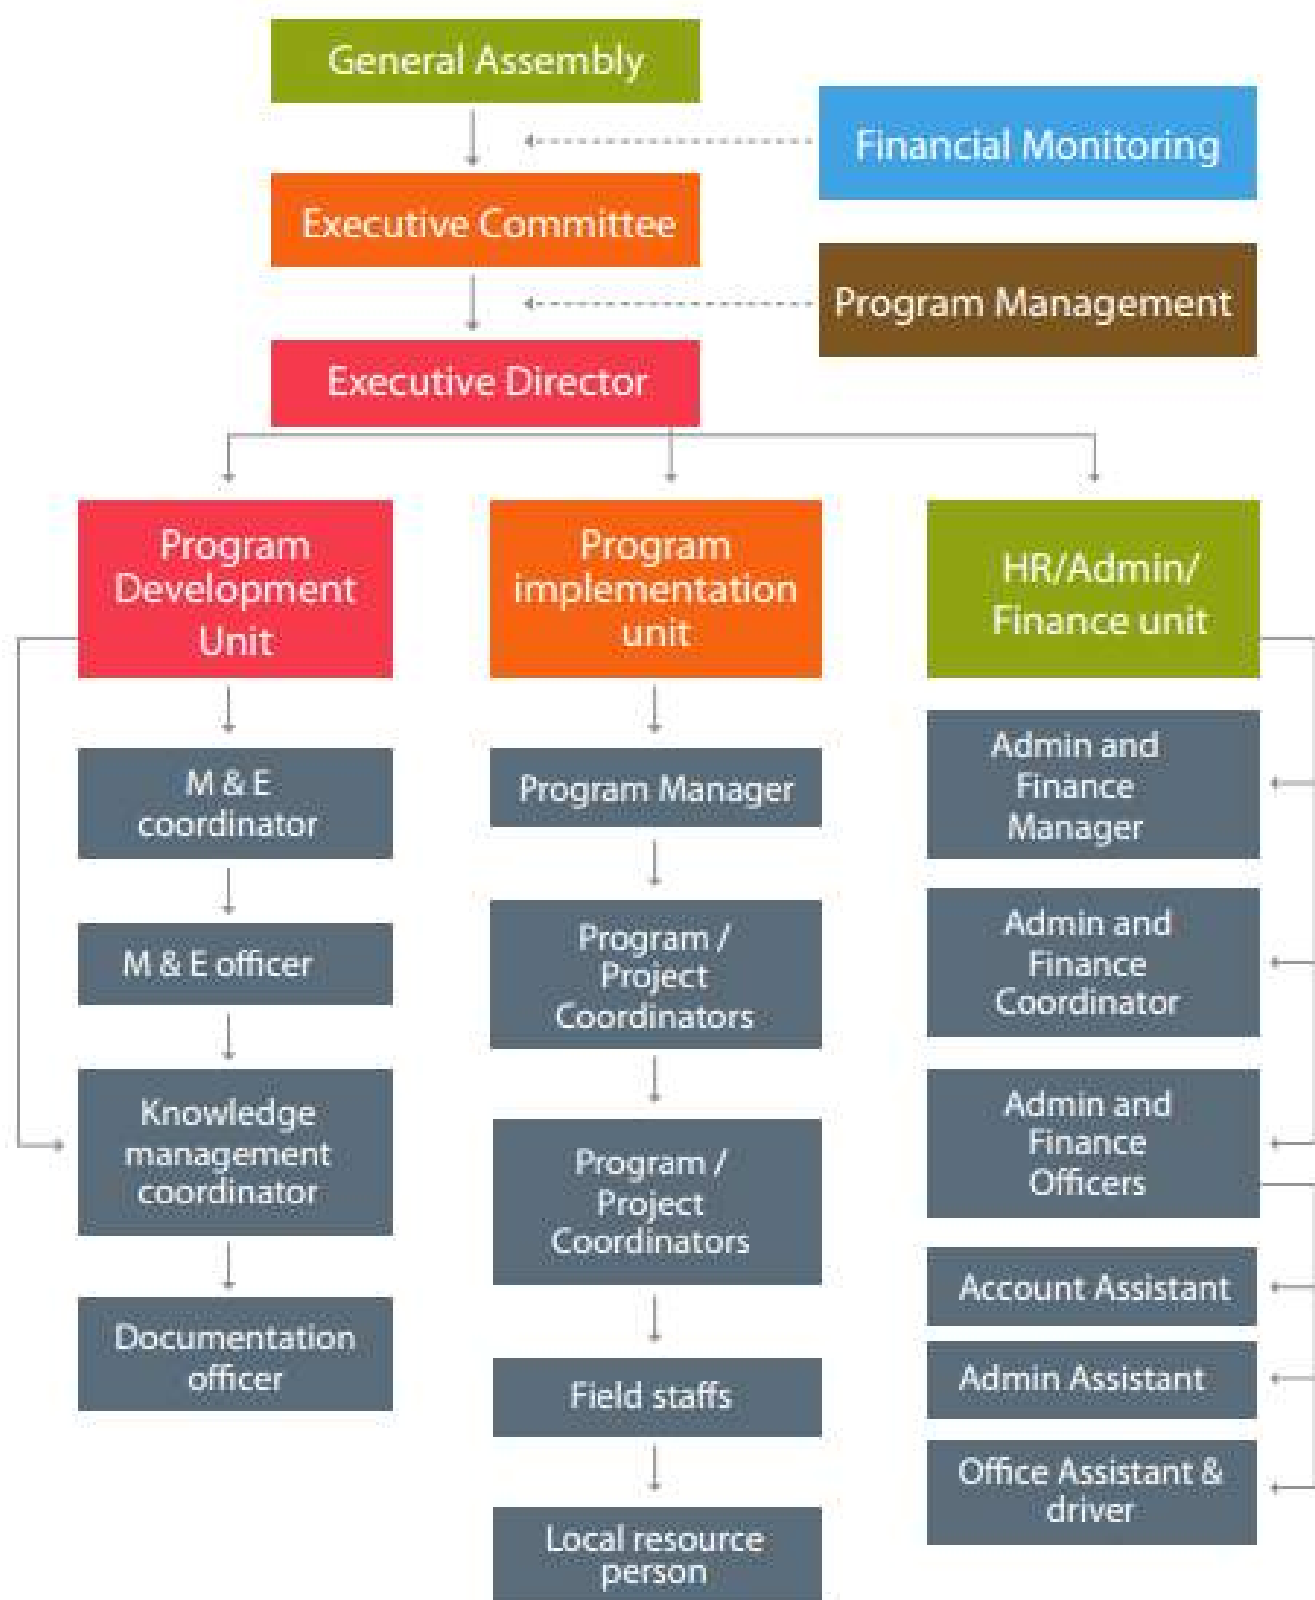 General Assembly
Financial Monitoring
Executive Committee
Program Management
Executive Director
Program
Development
Unit
Program
implementation
unit
HR/Admin/
Finance unit
M & E
coordinator
M & E officer
Knowledge
management
coordinator
Documentation
officer
Program Manager
Program /
Project
Coordinators
Program /
Project
Coordinators
Field staffs
Local resource
person
Admin and
Finance
Manager
Admin and
Finance
Coordinator
Admin and
Finance
Officers
Account Assistant
Admin Assistant
Office Assistant &
driver